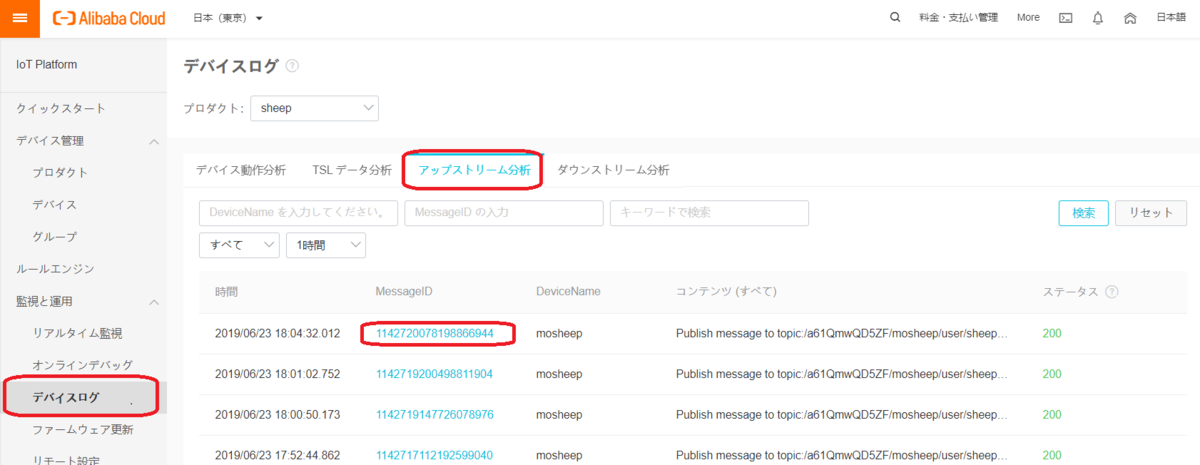 Alibaba Cloud 日本（東京） 料金・支払い管理 More 日本語
IoT Platform
クイックスタート
デバイス管理
プロダクト
デバイス
グループ
ルールエンジン
監視と運用
リアルタイム監視
オンラインデバッグ
デバイスログ
ファームウェア更新
リモート設定
デバイスログ
プロダクト： sheep
デバイス動作分析 TSL データ分析 アップストリーム分析 ダウンストリーム分析
DeviceName を入力してください。 MessageID の入力 キーワードで検索 検索 リセット
すべて 1時間
時間 MessageID DeviceName コンテンツ (すべて) ステータス
2019/06/23 18:04:32.012 1142720078198866944 mosheep Publish message to topic:/a61QmwQD5ZF/mosheep/user/sheep… 200
2019/06/23 18:01:02.752 1142719200498811904 mosheep Publish message to topic:/a61QmwQD5ZF/mosheep/user/sheep… 200
2019/06/23 18:00:50.173 1142719147726078976 mosheep Publish message to topic:/a61QmwQD5ZF/mosheep/user/sheep… 200
2019/06/23 17:52:44.862 1142717112192599040 mosheep Publish message to topic:/a61QmwQD5ZF/mosheep/user/sheep… 200